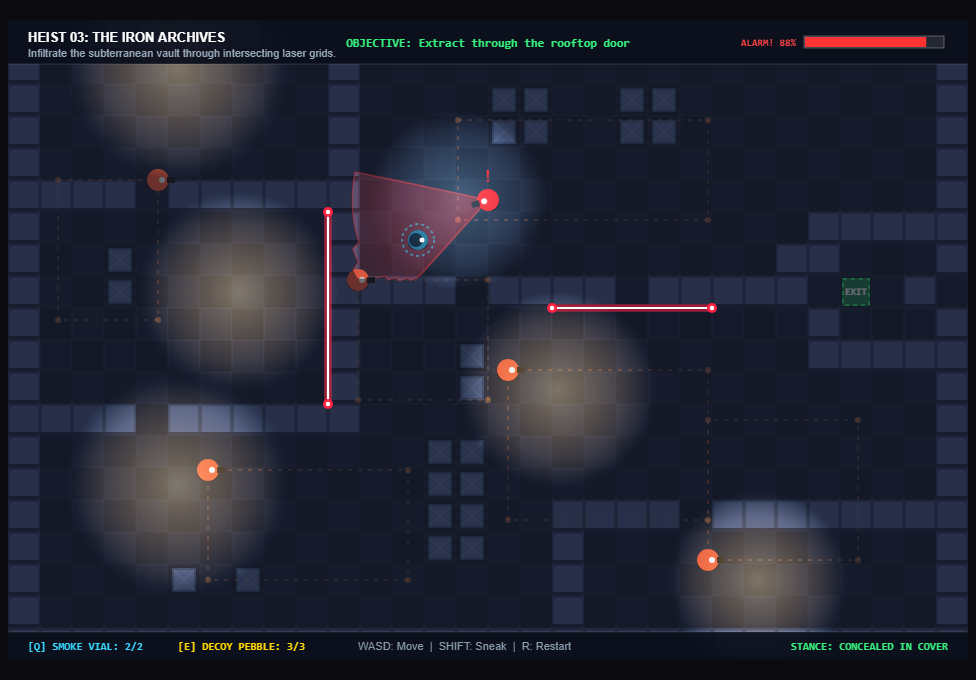 HEIST 03: THE IRON ARCHIVES
Infiltrate the subterranean vault through intersecting laser grids.
OBJECTIVE: Extract through the rooftop door
ALARM! 88%
!
EXIT
[Q] SMOKE VIAL: 2/2
[E] DECOY PEBBLE: 3/3
WASD: Move | SHIFT: Sneak | R: Restart
STANCE: CONCEALED IN COVER